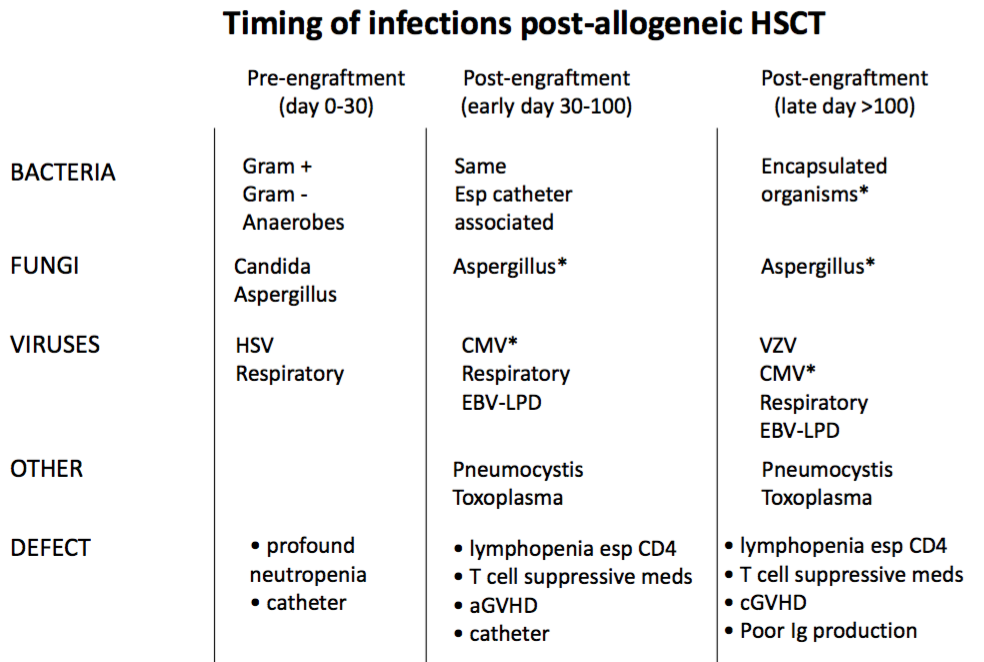 Timing of infections post-allogeneic HSCT
Pre-engraftment
(day 0-30)
Post-engraftment
(early day 30-100)
Post-engraftment
(late day >100)
BACTERIA
Gram +
Gram -
Anaerobes
Same
Esp catheter
associated
Encapsulated
organisms*
FUNGI
Candida
Aspergillus
Aspergillus*
Aspergillus*
VIRUSES
HSV
Respiratory
CMV*
Respiratory
EBV-LPD
VZV
CMV*
Respiratory
EBV-LPD
OTHER
Pneumocystis
Toxoplasma
Pneumocystis
Toxoplasma
DEFECT
• profound
neutropenia
• catheter
• lymphopenia esp CD4
• T cell suppressive meds
• aGVHD
• catheter
• lymphopenia esp CD4
• T cell suppressive meds
• cGVHD
• Poor Ig production